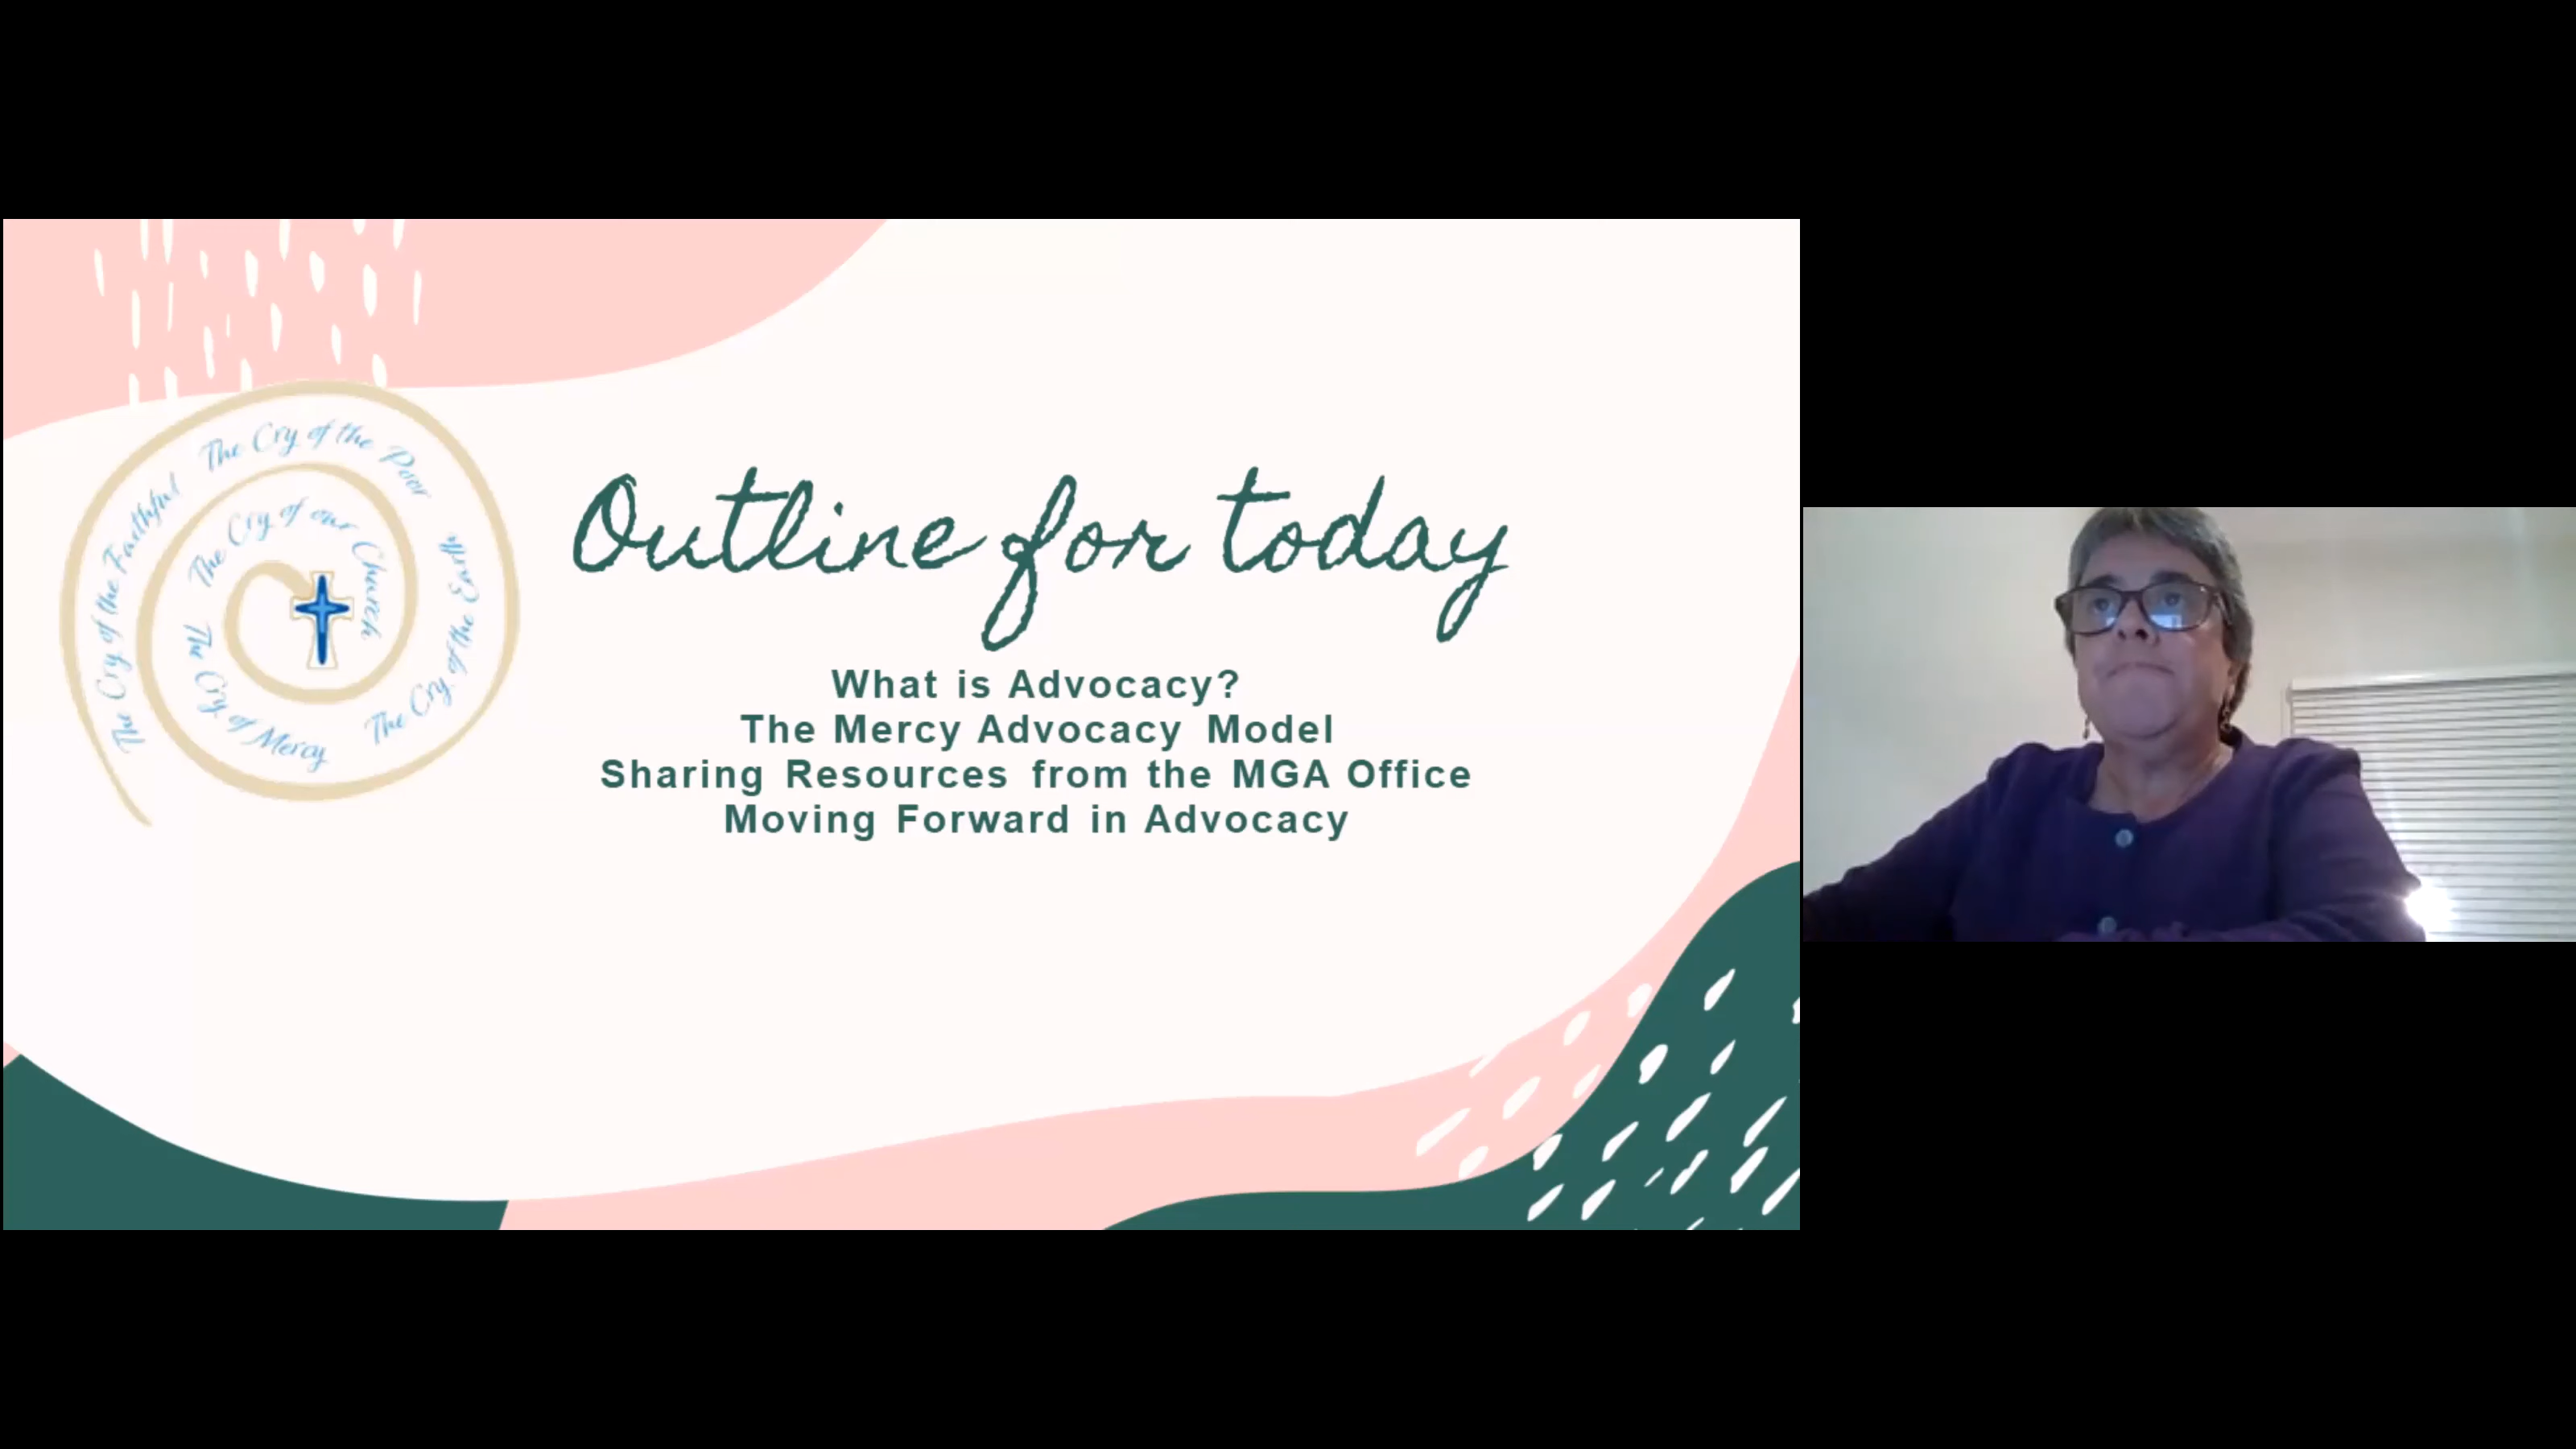 The Cry of the Faithful
The Cry of the Poor
The Cry of the Earth
The Cry of Mercy
The Cry of our Church
Outline for today
What is Advocacy?
The Mercy Advocacy Model
Sharing Resources from the MGA Office
Moving Forward in Advocacy